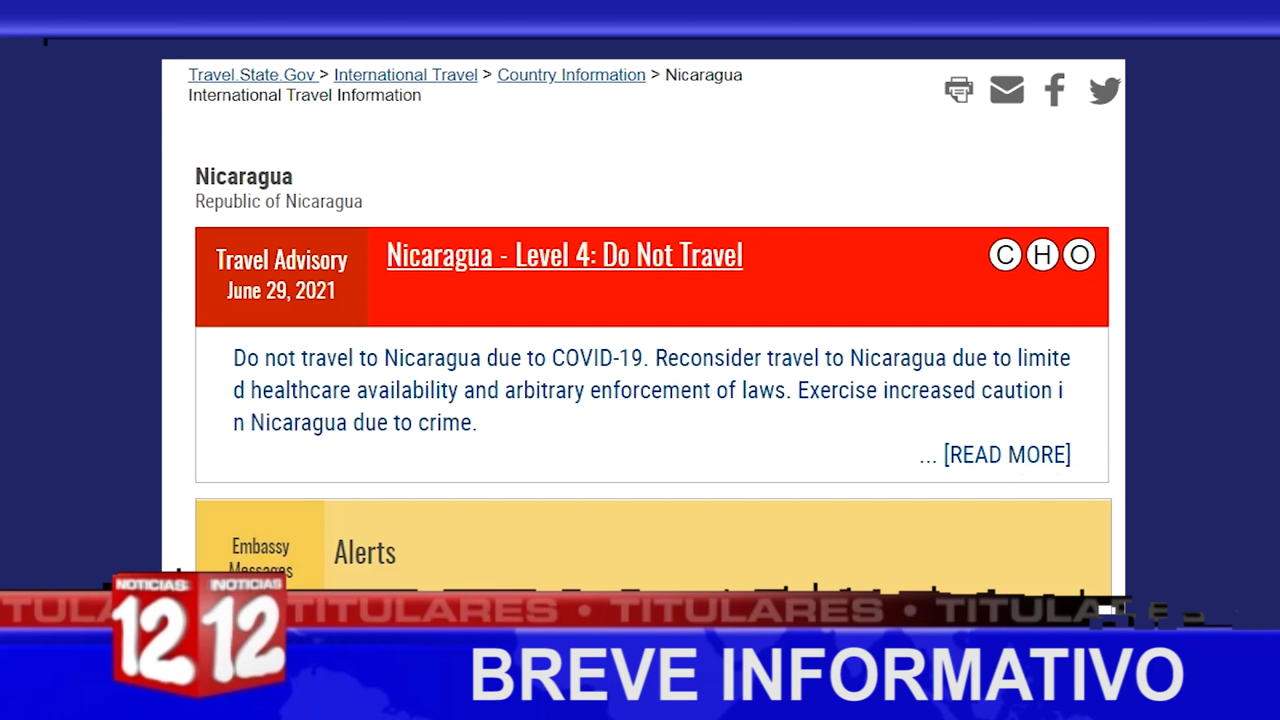 Travel.State.Gov > International Travel > Country Information > Nicaragua
International Travel Information
Nicaragua
Republic of Nicaragua
Travel Advisory
June 29, 2021
Nicaragua - Level 4: Do Not Travel
C H O
Do not travel to Nicaragua due to COVID-19. Reconsider travel to Nicaragua due to limite
d healthcare availability and arbitrary enforcement of laws. Exercise increased caution i
n Nicaragua due to crime.
... [READ MORE]
Embassy
Messages
Alerts
NOTICIAS NOTICIAS
12 12
TITULARES • TITULARES •
BREVE INFORMATIVO